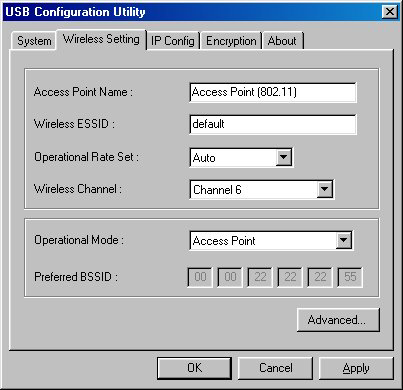 USB Configuration Utility
System Wireless Setting IP Config Encryption About
Access Point Name : Access Point (802.11)
Wireless ESSID : default
Operational Rate Set : Auto
Wireless Channel : Channel 6
Operational Mode : Access Point
Preferred BSSID : 00 00 22 22 22 55
Advanced...
OK Cancel Apply